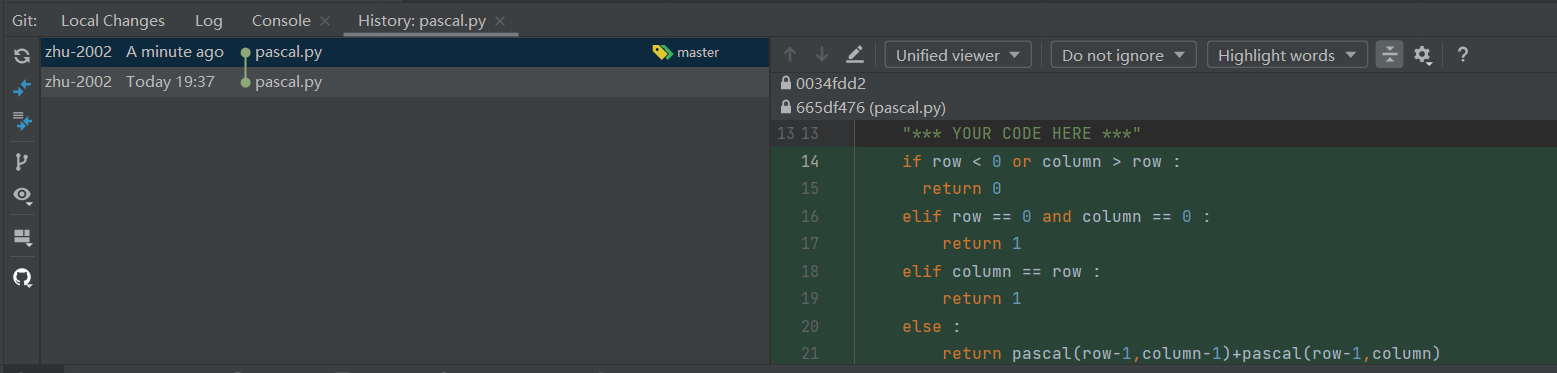 Git: Local Changes Log Console History: pascal.py
zhu-2002 A minute ago pascal.py master
zhu-2002 Today 19:37 pascal.py
Unified viewer Do not ignore Highlight words ?
0034fdd2
665df476 (pascal.py)
13 13 "*** YOUR CODE HERE ***"
14 if row < 0 or column > row :
15 return 0
16 elif row == 0 and column == 0 :
17 return 1
18 elif column == row :
19 return 1
20 else :
21 return pascal(row-1,column-1)+pascal(row-1,column)